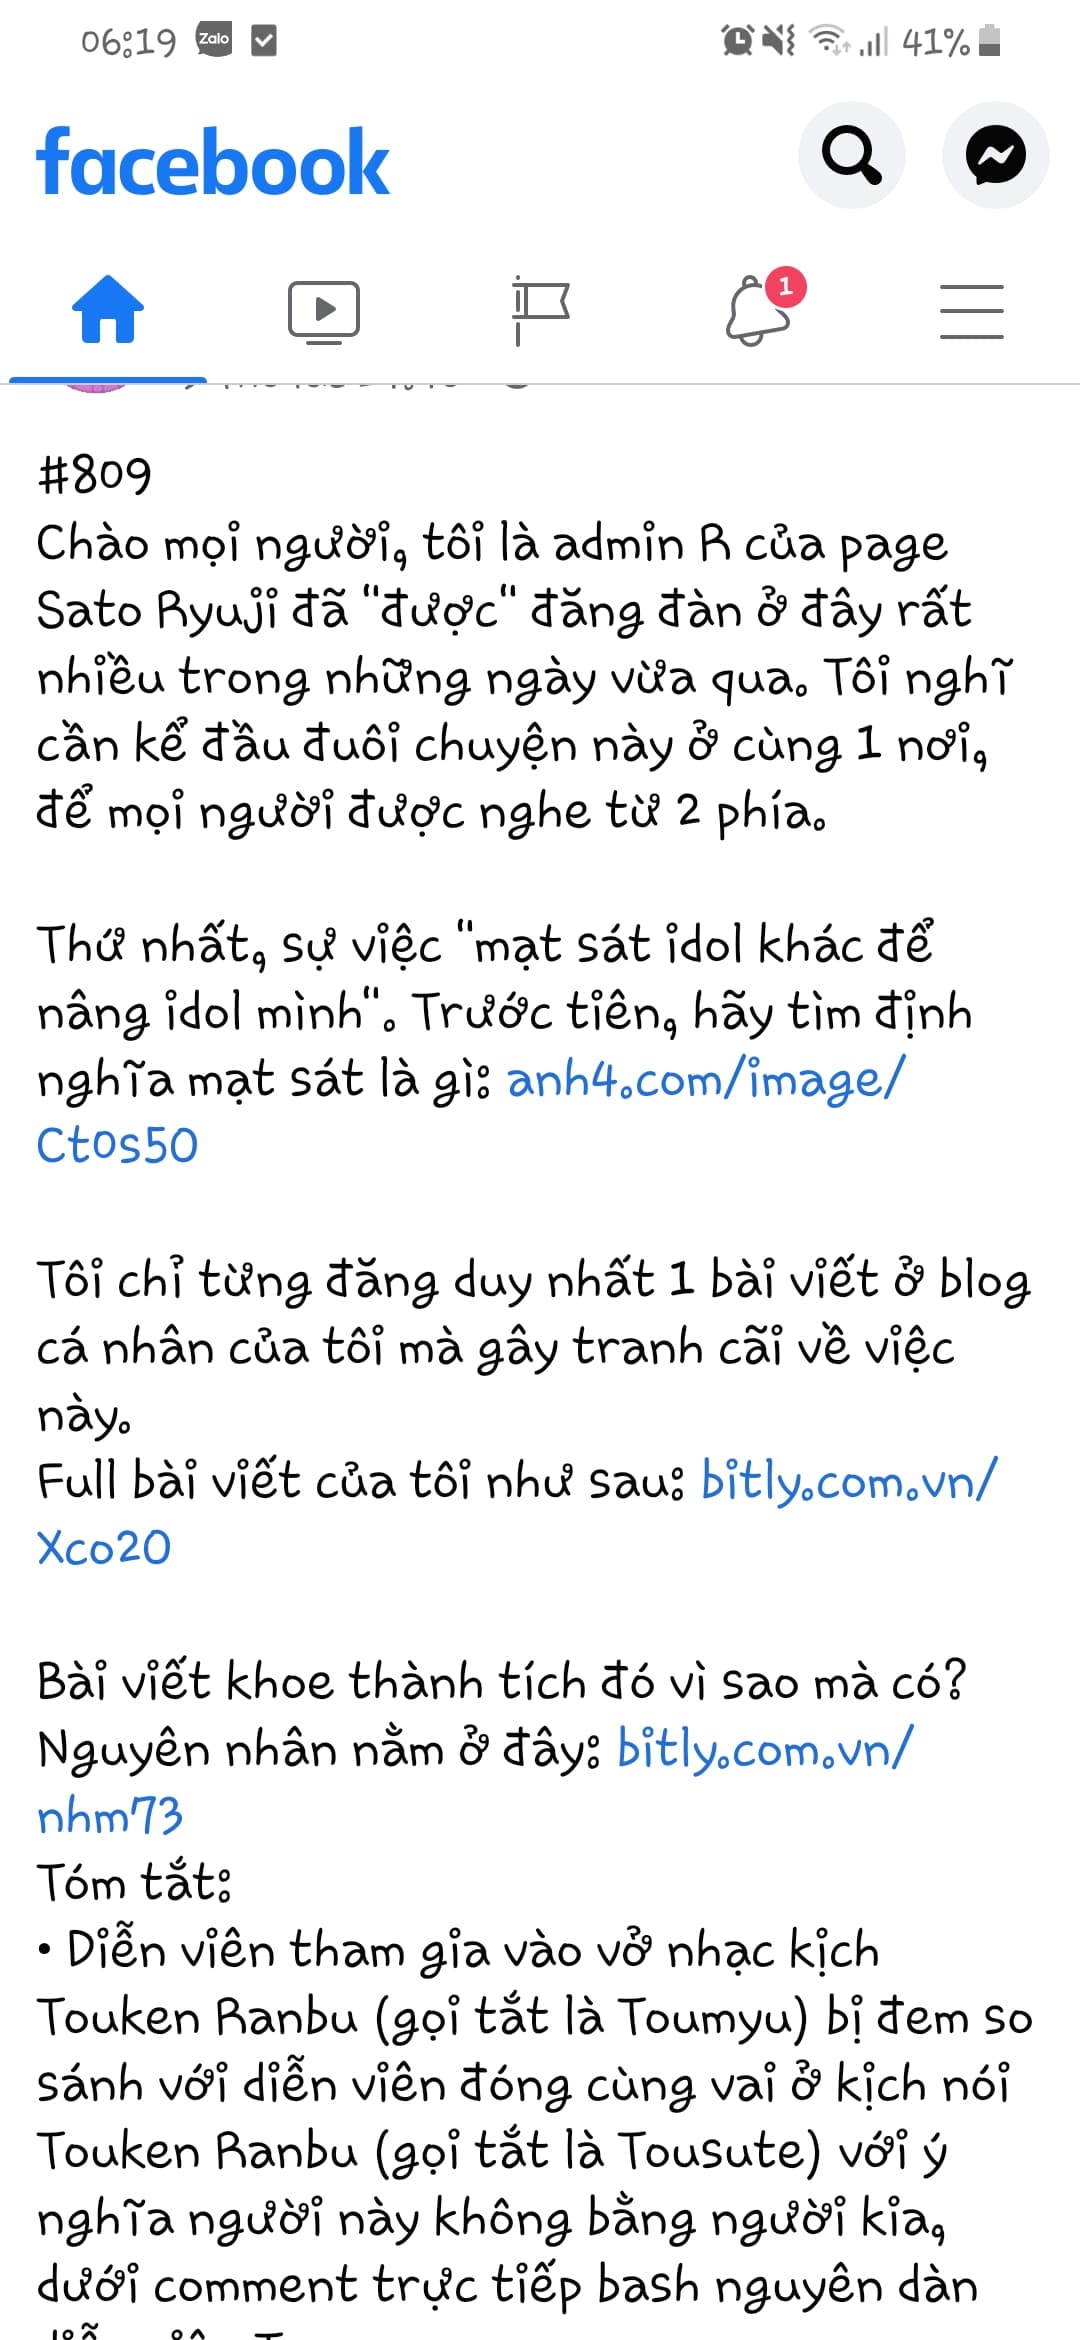 06:19 Zalo 41%
facebook
1
#809
Chào mọi người, tôi là admin R của page
Sato Ryuji đã "được" đăng đàn ở đây rất
nhiều trong những ngày vừa qua. Tôi nghĩ
cần kể đầu đuôi chuyện này ở cùng 1 nơi,
để mọi người được nghe từ 2 phía.
Thứ nhất, sự việc "mạt sát idol khác để
nâng idol mình". Trước tiên, hãy tìm định
nghĩa mạt sát là gì: anh4.com/image/
Ctos50
Tôi chỉ từng đăng duy nhất 1 bài viết ở blog
cá nhân của tôi mà gây tranh cãi về việc
này.
Full bài viết của tôi như sau: bitly.com.vn/
Xco20
Bài viết khoe thành tích đó vì sao mà có?
Nguyên nhân nằm ở đây: bitly.com.vn/
nhm73
Tóm tắt:
• Diễn viên tham gia vào vở nhạc kịch
Touken Ranbu (gọi tắt là Toumyu) bị đem so
sánh với diễn viên đóng cùng vai ở kịch nói
Touken Ranbu (gọi tắt là Tousute) với ý
nghĩa người này không bằng người kia,
dưới comment trực tiếp bash nguyên dàn